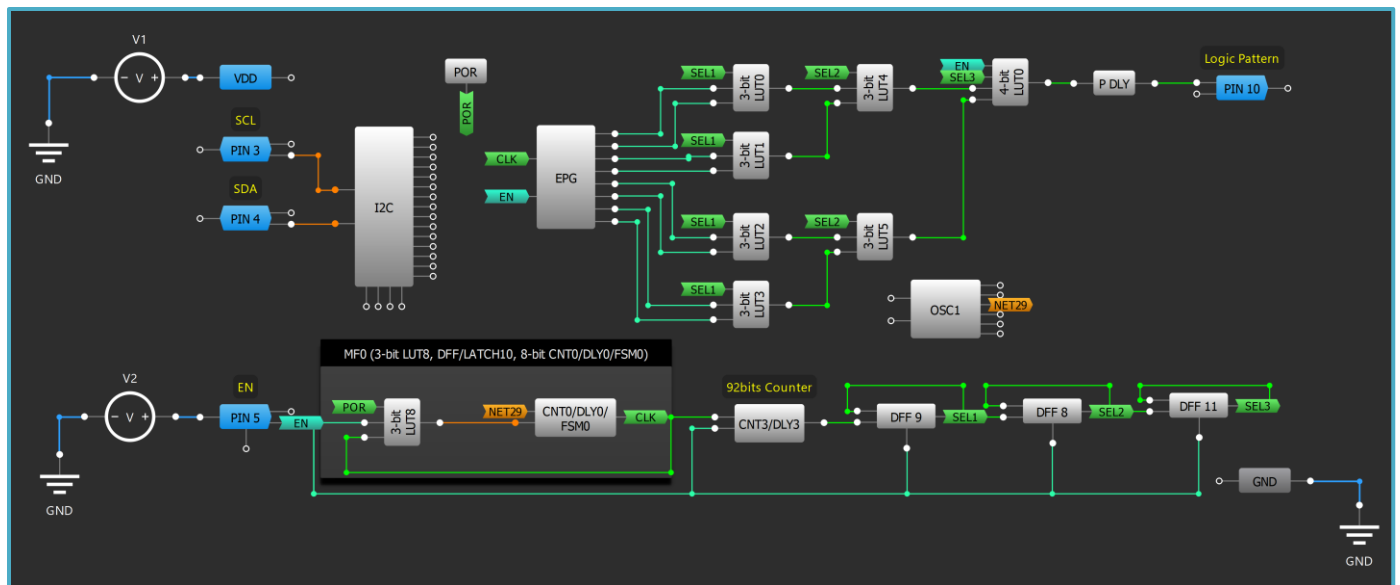 V1
− V +
VDD
GND
SCL
PIN 3
SDA
PIN 4
I2C
POR
POR
CLK
EN
EPG
SEL1
3-bit
LUT0
SEL1
3-bit
LUT1
SEL1
3-bit
LUT2
SEL1
3-bit
LUT3
SEL2
3-bit
LUT4
SEL2
3-bit
LUT5
EN
SEL3
4-bit
LUT0
P DLY
Logic Pattern
PIN 10
OSC1
NET29
V2
− V +
GND
EN
PIN 5
EN
MF0 (3-bit LUT8, DFF/LATCH10, 8-bit CNT0/DLY0/FSM0)
POR
3-bit
LUT8
NET29
CNT0/DLY0/
FSM0
CLK
92bits Counter
CNT3/DLY3
DFF 9
SEL1
DFF 8
SEL2
DFF 11
SEL3
GND
GND